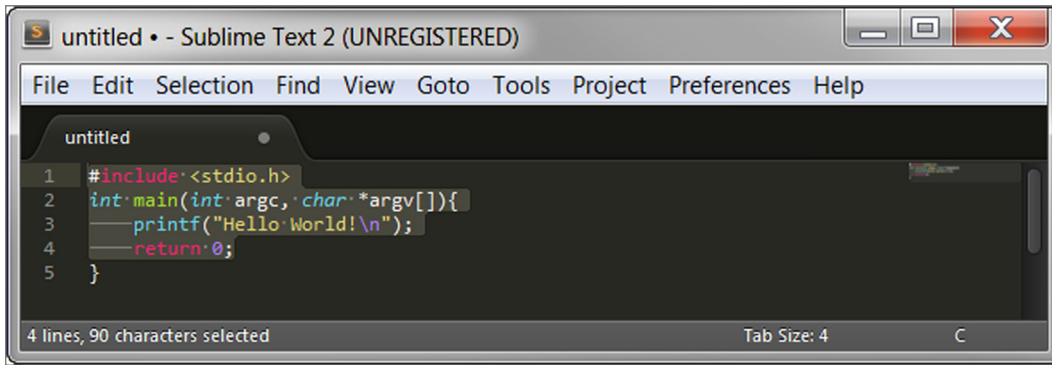 untitled • - Sublime Text 2 (UNREGISTERED)
File Edit Selection Find View Goto Tools Project Preferences Help
untitled
1 #include <stdio.h>
2 int main(int argc, char *argv[]){
3 printf("Hello World!\n");
4 return 0;
5 }
4 lines, 90 characters selected Tab Size: 4 C